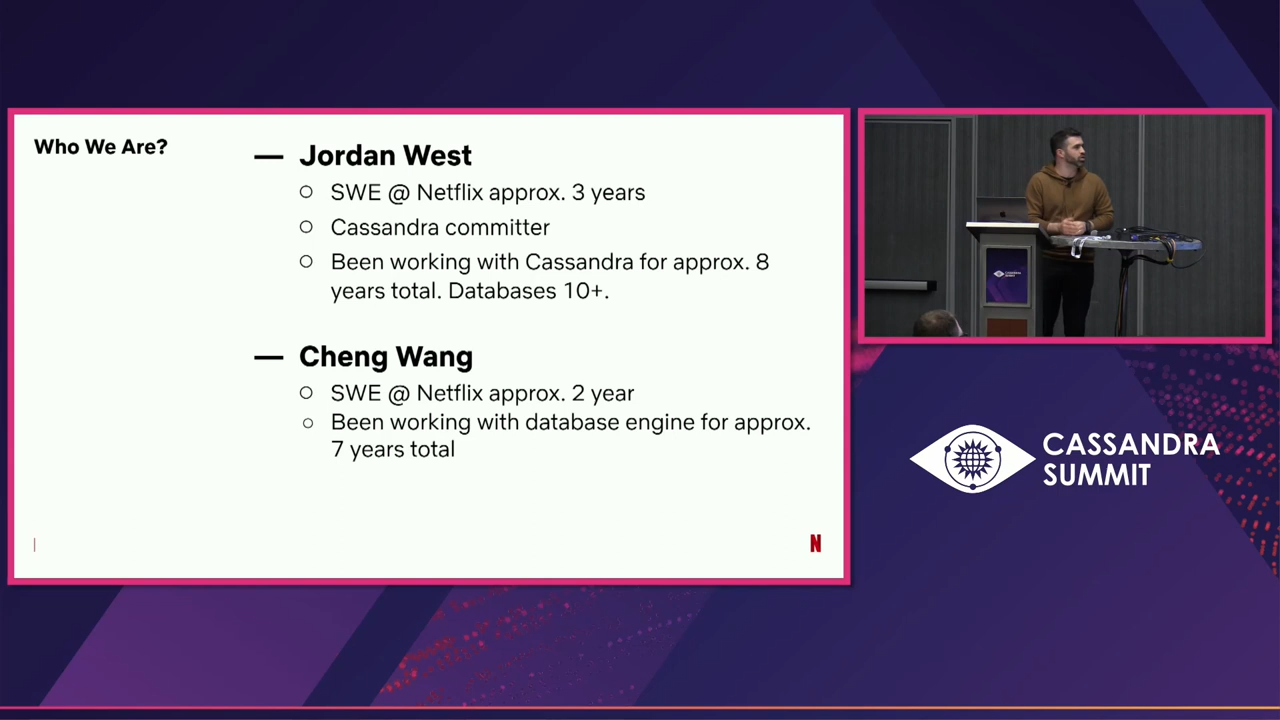 Who We Are?
— Jordan West
○ SWE @ Netflix approx. 3 years
○ Cassandra committer
○ Been working with Cassandra for approx. 8
years total. Databases 10+.
— Cheng Wang
○ SWE @ Netflix approx. 2 year
○ Been working with database engine for approx.
7 years total
N
CASSANDRA
SUMMIT
CASSANDRA
SUMMIT